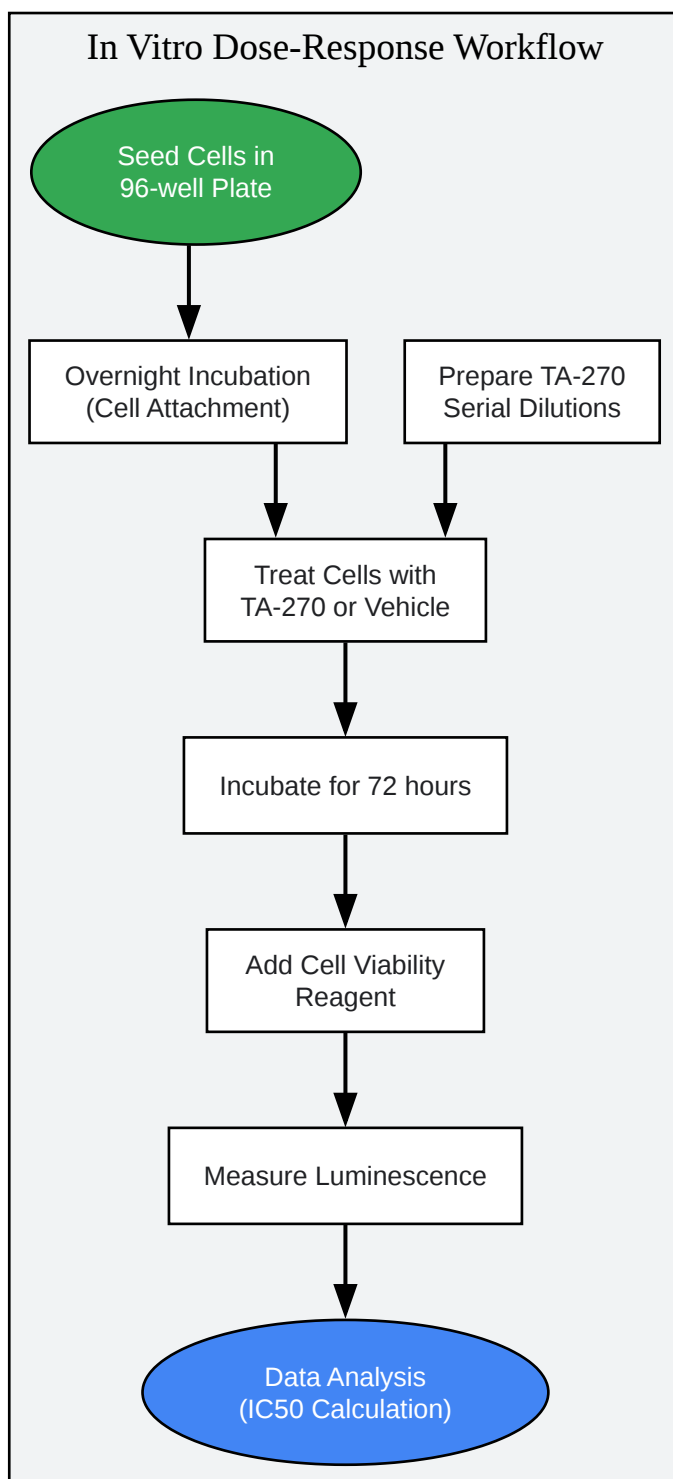 In Vitro Dose-Response Workflow
Seed Cells in
96-well Plate
Overnight Incubation
(Cell Attachment)
Prepare TA-270
Serial Dilutions
Treat Cells with
TA-270 or Vehicle
Incubate for 72 hours
Add Cell Viability
Reagent
Measure Luminescence
Data Analysis
(IC50 Calculation)